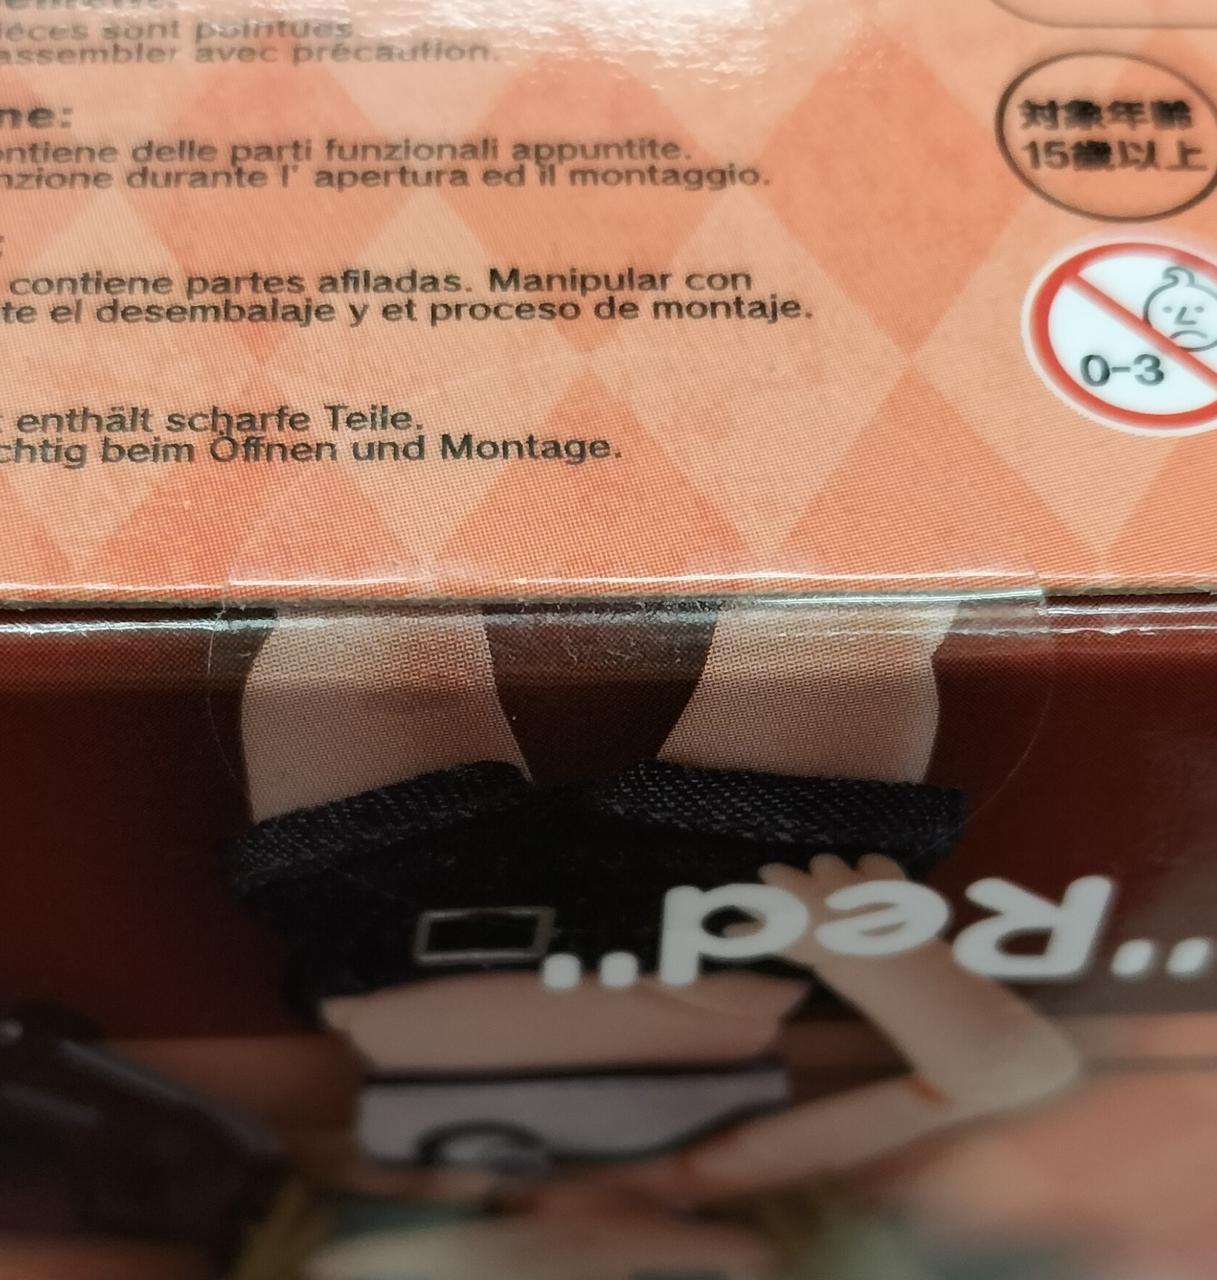 ièces sont pointues
assembler avec précaution.
ne:
ntiene delle parti funzionali appuntite.
nzione durante l' apertura ed il montaggio.
contiene partes afiladas. Manipular con
te el desembalaje y et proceso de montaje.
enthält scharfe Teile.
chtig beim Öffnen und Montage.
対象年齢
15歳以上
0-3
"Red"